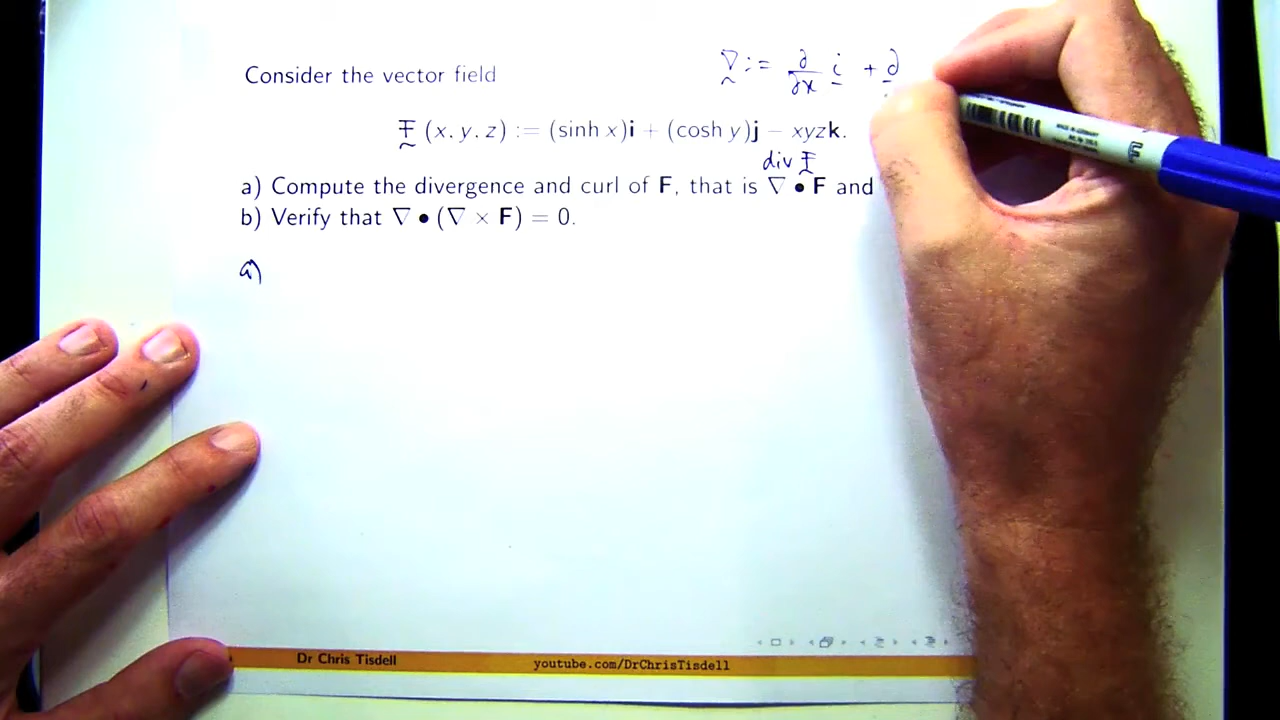 Consider the vector field
∇ := ∂/∂x i + ∂
F (x, y, z) := (sinh x)i + (cosh y)j − xyzk.
div F
a) Compute the divergence and curl of F, that is ∇ • F and
b) Verify that ∇ • (∇ × F) = 0.
a)
Dr Chris Tisdell
youtube.com/DrChrisTisdell